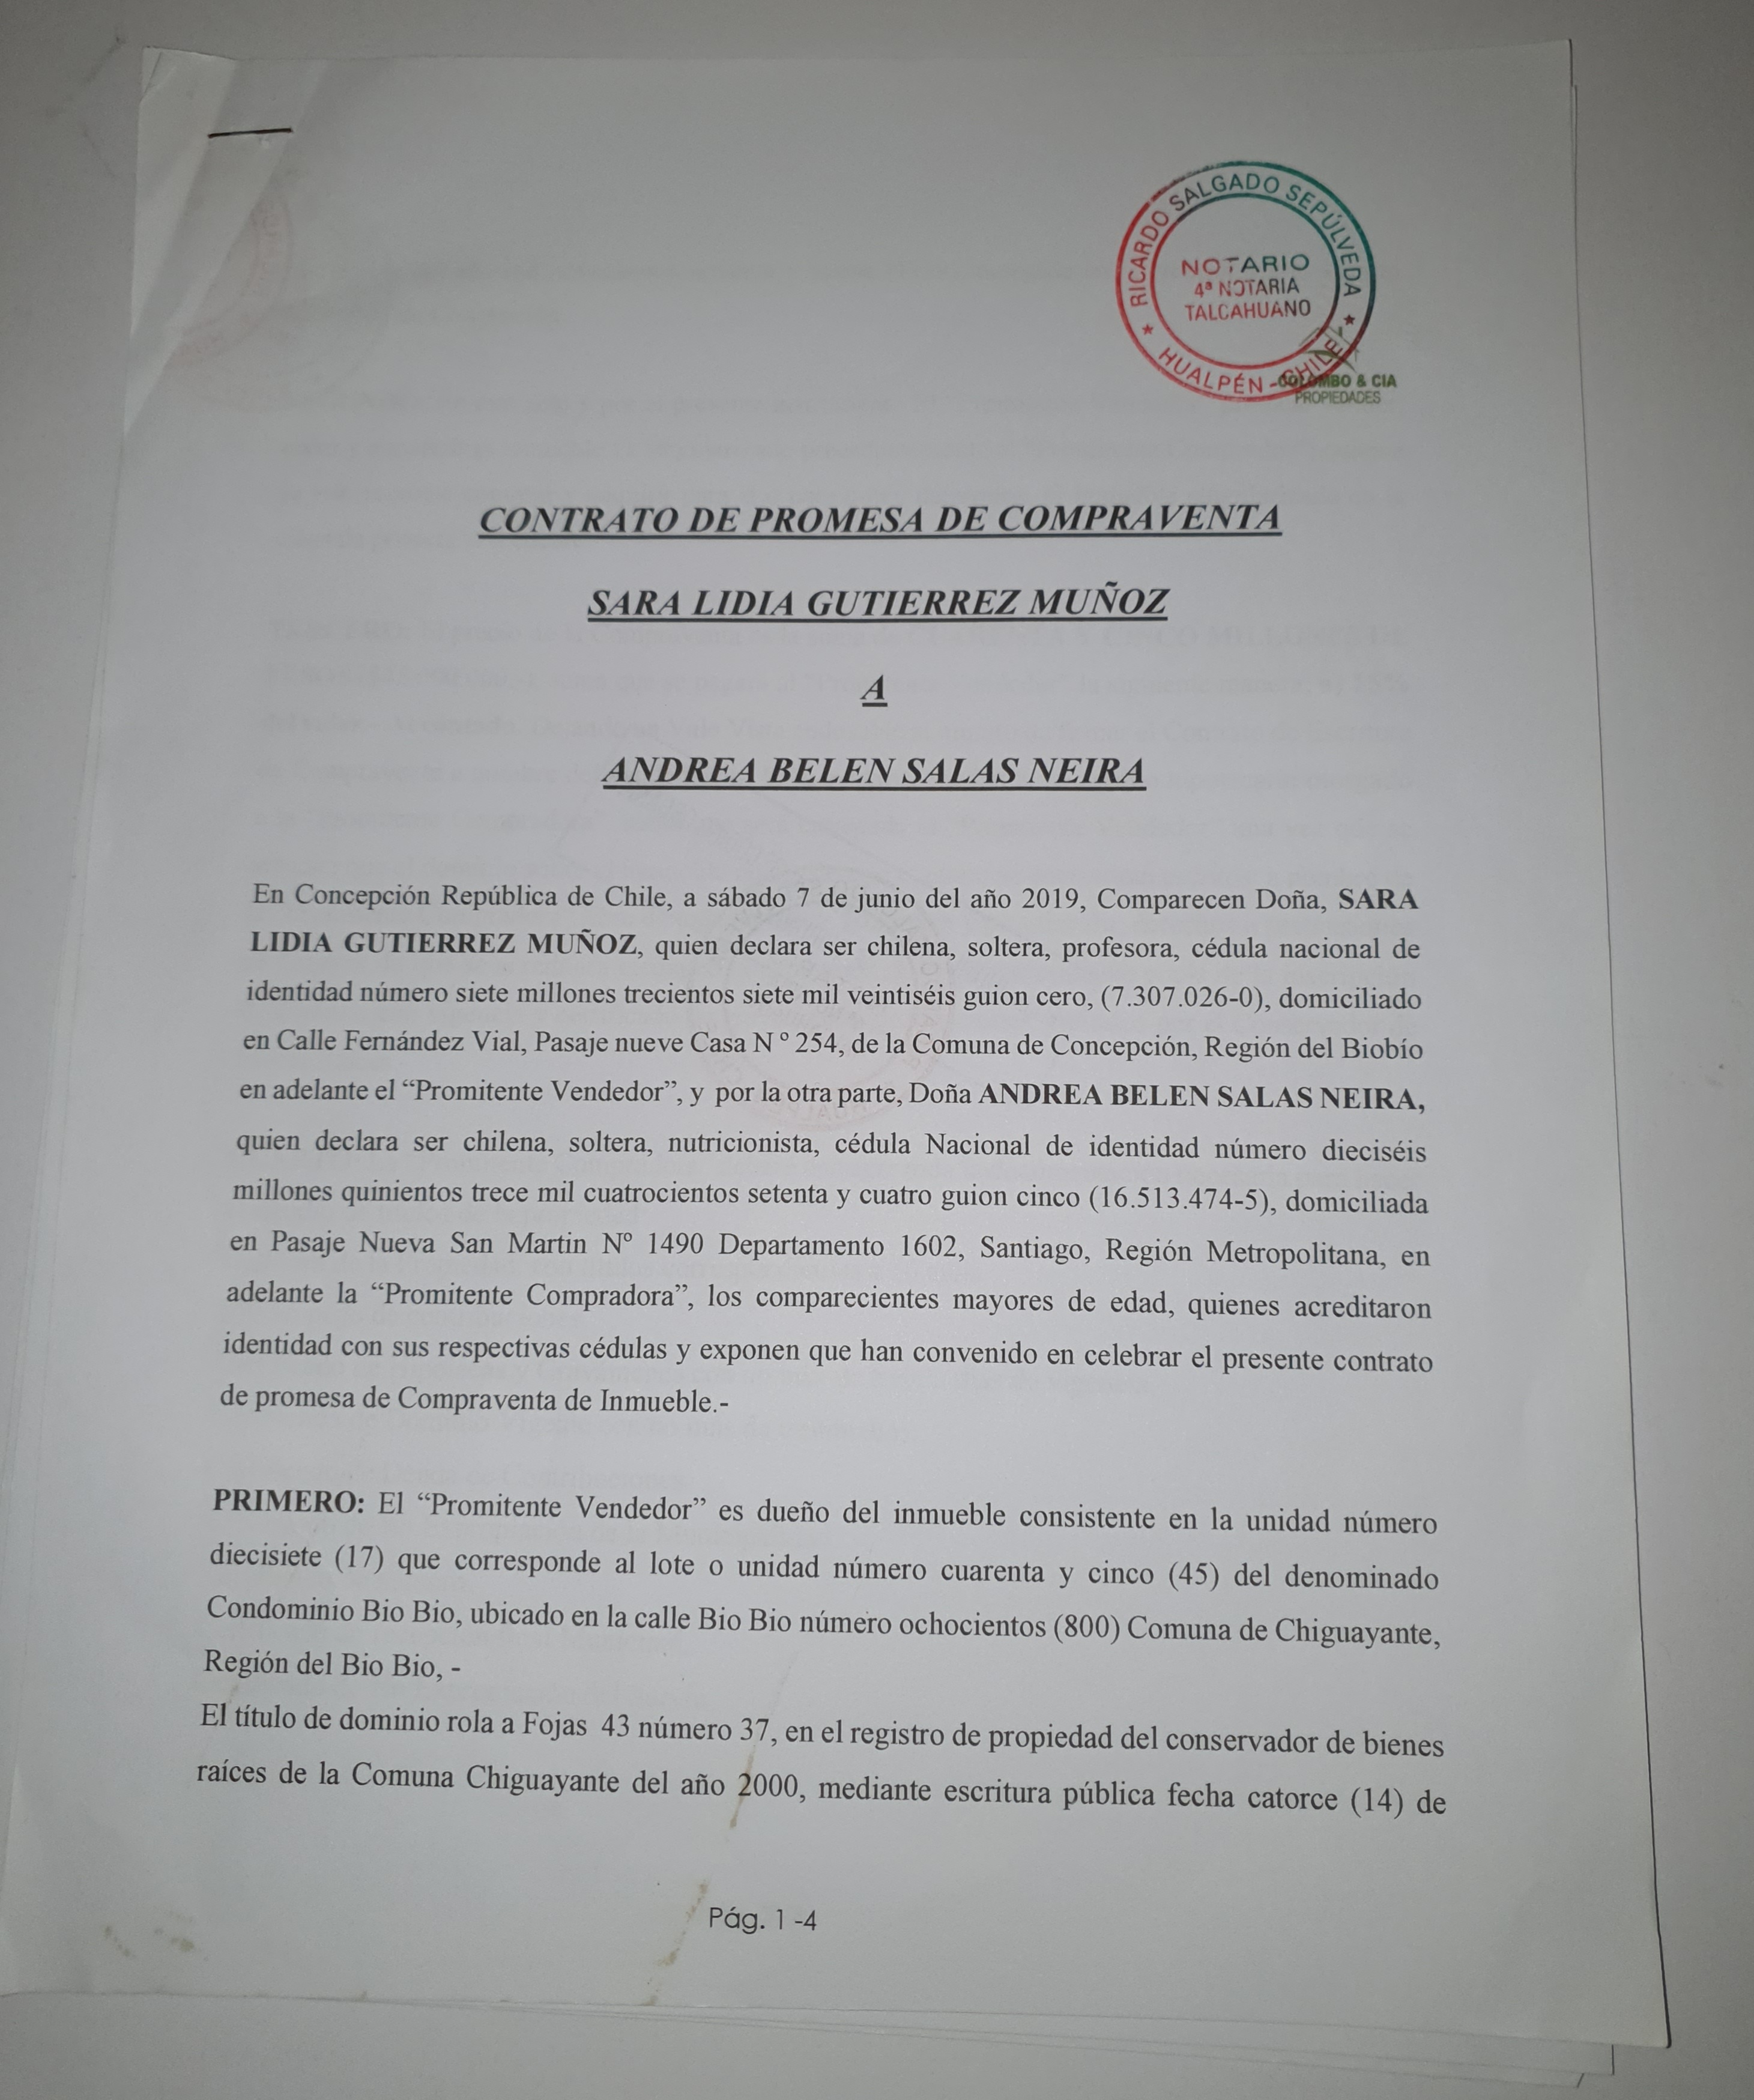 RICARDO SALGADO SEPÚLVEDA
NOTARIO
4ª NOTARIA
TALCAHUANO
★ HUALPÉN - CHILE ★
COLOMBO & CIA
PROPIEDADES
CONTRATO DE PROMESA DE COMPRAVENTA
SARA LIDIA GUTIERREZ MUÑOZ
A
ANDREA BELEN SALAS NEIRA
En Concepción República de Chile, a sábado 7 de junio del año 2019, Comparecen Doña, SARA
LIDIA GUTIERREZ MUÑOZ, quien declara ser chilena, soltera, profesora, cédula nacional de
identidad número siete millones trecientos siete mil veintiséis guion cero, (7.307.026-0), domiciliado
en Calle Fernández Vial, Pasaje nueve Casa N º 254, de la Comuna de Concepción, Región del Biobío
en adelante el “Promitente Vendedor”, y por la otra parte, Doña ANDREA BELEN SALAS NEIRA,
quien declara ser chilena, soltera, nutricionista, cédula Nacional de identidad número dieciséis
millones quinientos trece mil cuatrocientos setenta y cuatro guion cinco (16.513.474-5), domiciliada
en Pasaje Nueva San Martin Nº 1490 Departamento 1602, Santiago, Región Metropolitana, en
adelante la “Promitente Compradora”, los comparecientes mayores de edad, quienes acreditaron
identidad con sus respectivas cédulas y exponen que han convenido en celebrar el presente contrato
de promesa de Compraventa de Inmueble.-
PRIMERO: El “Promitente Vendedor” es dueño del inmueble consistente en la unidad número
diecisiete (17) que corresponde al lote o unidad número cuarenta y cinco (45) del denominado
Condominio Bio Bio, ubicado en la calle Bio Bio número ochocientos (800) Comuna de Chiguayante,
Región del Bio Bio, -
El título de dominio rola a Fojas 43 número 37, en el registro de propiedad del conservador de bienes
raíces de la Comuna Chiguayante del año 2000, mediante escritura pública fecha catorce (14) de
Pág. 1 -4